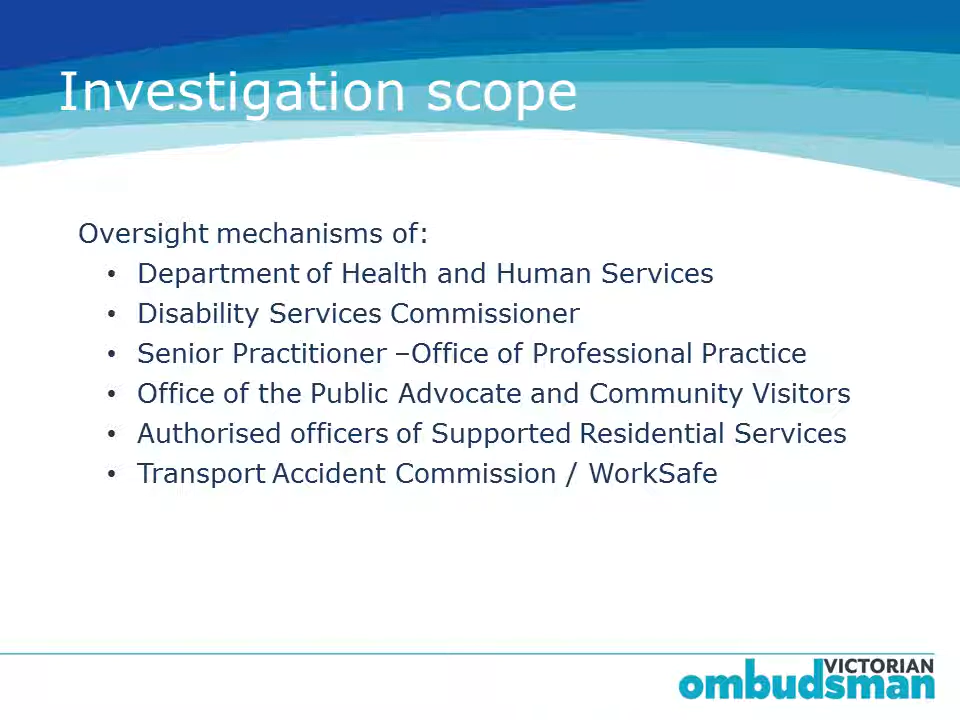 Investigation scope
Oversight mechanisms of:
• Department of Health and Human Services
• Disability Services Commissioner
• Senior Practitioner –Office of Professional Practice
• Office of the Public Advocate and Community Visitors
• Authorised officers of Supported Residential Services
• Transport Accident Commission / WorkSafe
VICTORIAN
ombudsman